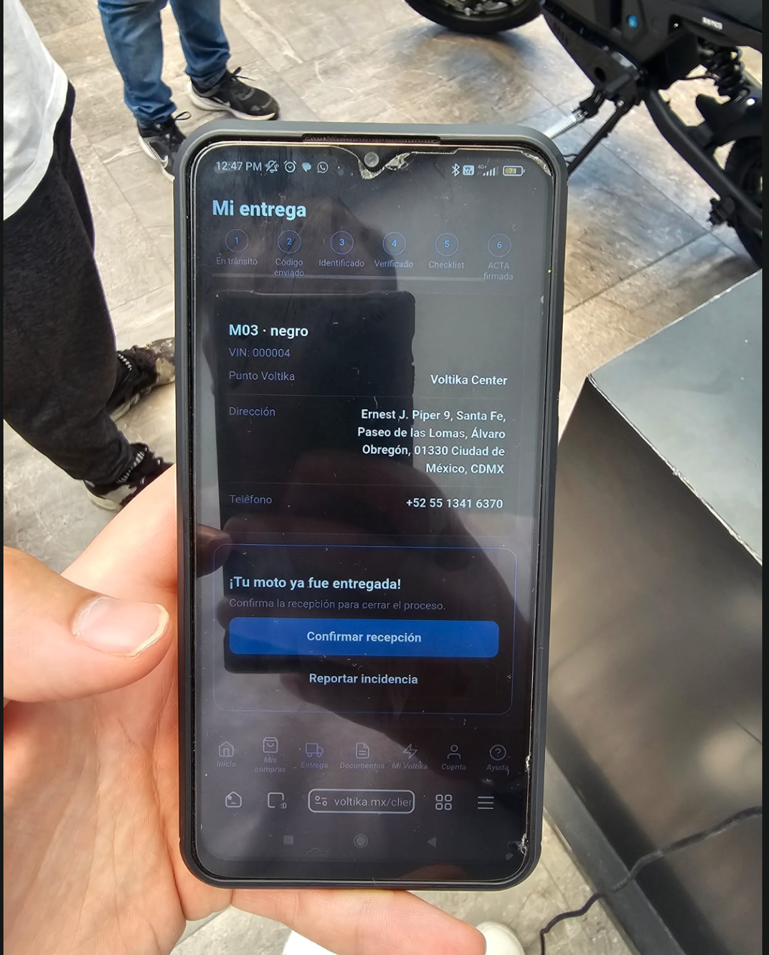 12:47 PM
Mi entrega
1 2 3 4 5 6
En tránsito Código enviado Identificado Verificado Checklist ACTA firmada
M03 · negro
VIN: 000004
Punto Voltika Voltika Center
Dirección Ernest J. Piper 9, Santa Fe,
Paseo de las Lomas, Álvaro
Obregón, 01330 Ciudad de
México, CDMX
Teléfono +52 55 1341 6370
¡Tu moto ya fue entregada!
Confirma la recepción para cerrar el proceso.
Confirmar recepción
Reportar incidencia
Inicio Mis compras Entrega Documentos Mi Voltika Cuenta Ayuda
voltika.mx/clien